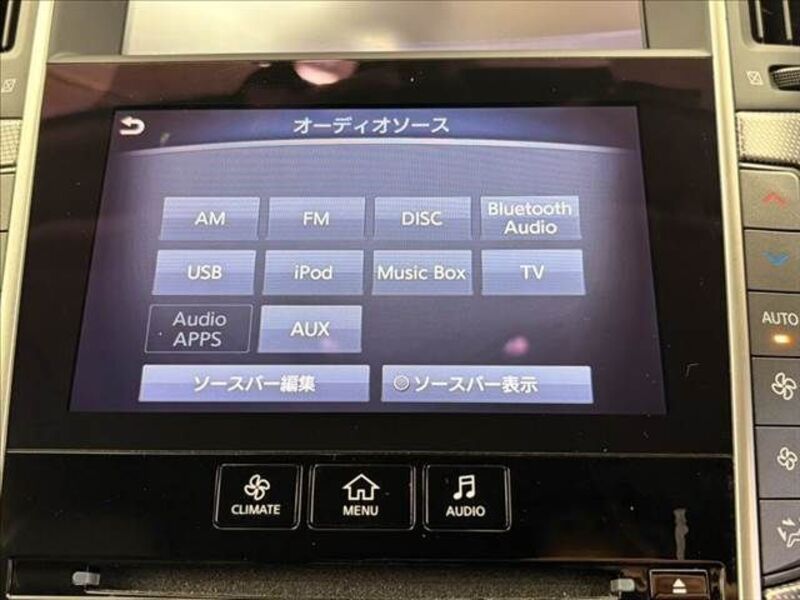 オーディオソース
AM
FM
DISC
Bluetooth
Audio
USB
iPod
Music Box
TV
Audio
APPS
AUX
ソースバー編集
ソースバー表示
AUTO
CLIMATE
MENU
AUDIO